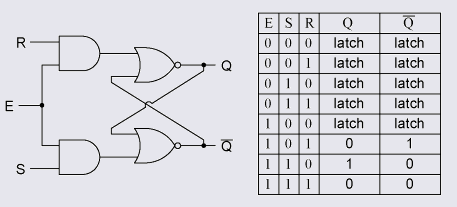 R
E
S
Q
Q̅
E S R Q Q̅
0 0 0 latch latch
0 0 1 latch latch
0 1 0 latch latch
0 1 1 latch latch
1 0 0 latch latch
1 0 1 0 1
1 1 0 1 0
1 1 1 0 0